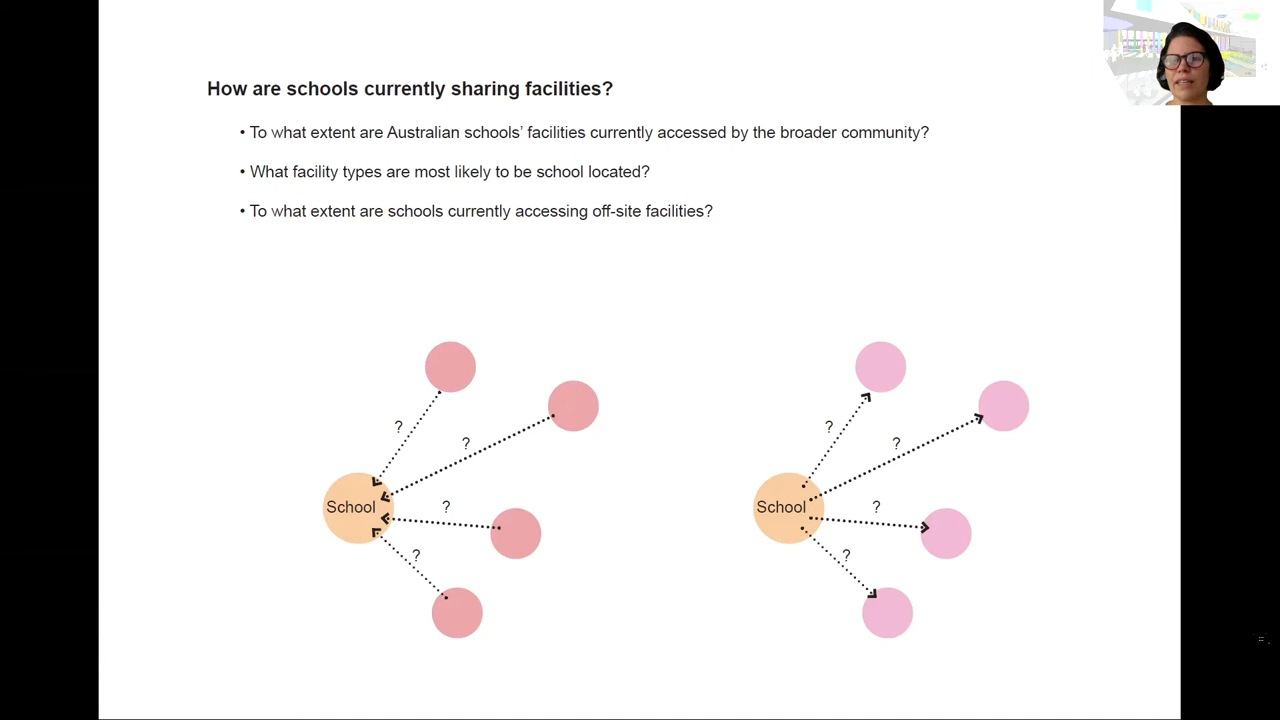 How are schools currently sharing facilities?
• To what extent are Australian schools’ facilities currently accessed by the broader community?
• What facility types are most likely to be school located?
• To what extent are schools currently accessing off-site facilities?
?
?
School
?
?
?
?
School
?
?